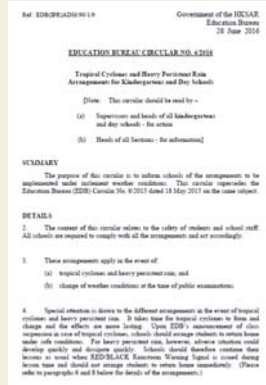 Ref : EDB(SPE)/ADM/50/1/9
Government of the HKSAR
Education Bureau
28 June 2016
EDUCATION BUREAU CIRCULAR NO. 4/2016
Tropical Cyclones and Heavy Persistent Rain
Arrangements for Kindergartens and Day Schools
[Note: This circular should be read by –
(a) Supervisors and heads of all kindergartens
and day schools - for action
(b) Heads of all Sections - for information]
SUMMARY
The purpose of this circular is to inform schools of the arrangements to be
implemented under inclement weather conditions. This circular supersedes the
Education Bureau (EDB) Circular No. 6/2015 dated 18 May 2015 on the same subject.
DETAILS
2. The content of this circular relates to the safety of students and school staff.
All schools are required to comply with all the arrangements and act accordingly.
3. These arrangements apply in the event of:
(a) tropical cyclones and heavy persistent rain; and
(b) change of weather conditions at the time of public examinations.
4. Special attention is drawn to the different arrangements in the event of tropical
cyclones and heavy persistent rain. It takes time for tropical cyclones to form and
change and the effects are more lasting. Upon EDB's announcement of class
suspension in case of tropical cyclones, schools should arrange students to return home
under safe conditions. For heavy persistent rain, however, adverse situation could
develop quickly and dissipate quickly. Schools should therefore continue their
lessons as usual when RED/BLACK Rainstorm Warning Signal is issued during
lesson time and should not arrange students to return home immediately. (Please
refer to paragraphs 6 and 8 below for details of the arrangements.)